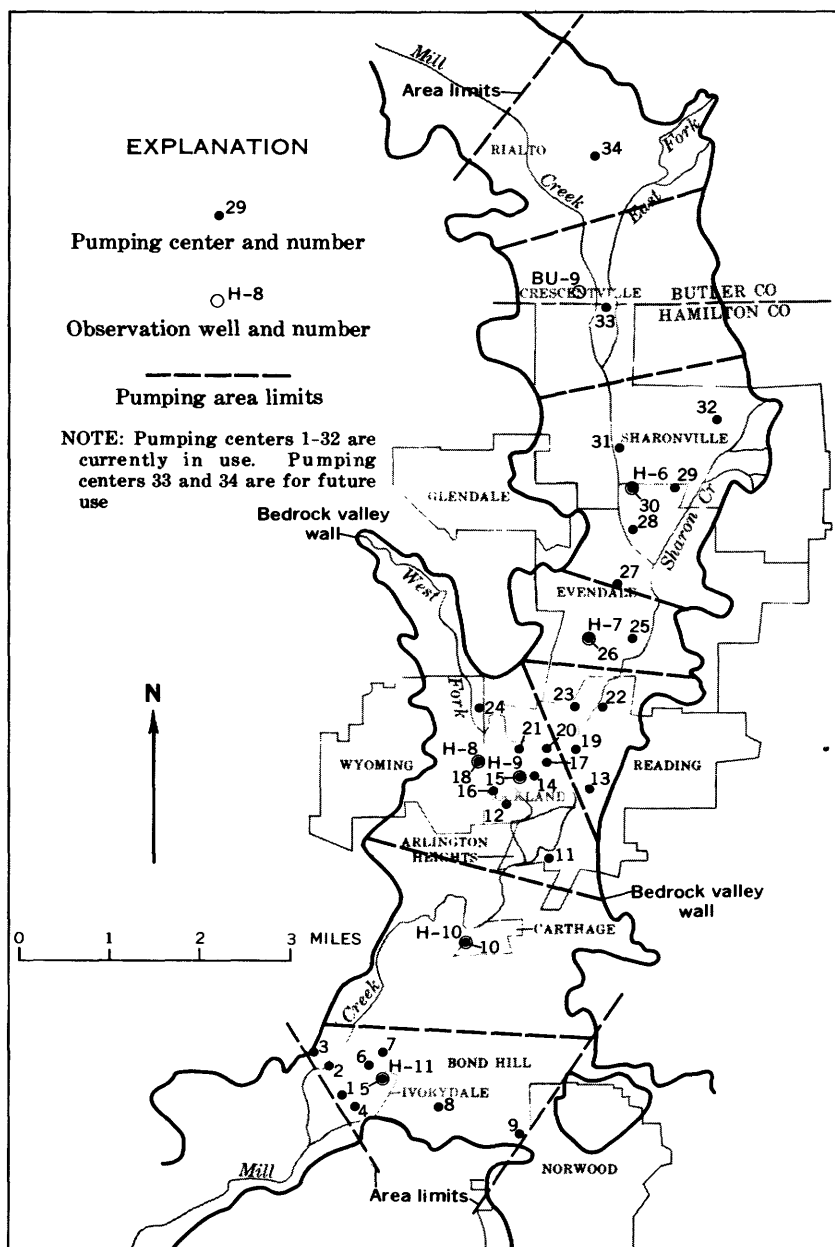 Mill
Area limits
EXPLANATION
RIALTO
34
Fork
Creek
East
29
Pumping center and number
BU-9
CRESCENTVILLE
BUTLER CO
HAMILTON CO
33
H-8
Observation well and number
Pumping area limits
32
31
SHARONVILLE
NOTE: Pumping centers 1-32 are
currently in use. Pumping
centers 33 and 34 are for future
use
H-6
29
30
GLENDALE
28
Sharon Cr
Bedrock valley
wall
West
27
EVENDALE
H-7
25
26
N
Fork
24
23
22
21
20
19
H-8
H-9
17
WYOMING
18
15
14
13
READING
16
12
ARLINGTON
HEIGHTS
11
Bedrock valley
wall
H-10
10
CARTHAGE
0 1 2 3 MILES
Creek
3
7
6
2
H-11
BOND HILL
1
5
IVORYDALE
4
8
9
NORWOOD
Mill
Area limits